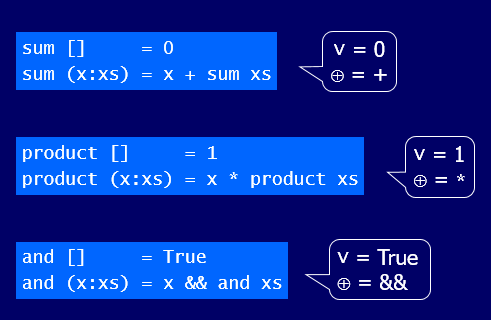 sum []     = 0
sum (x:xs) = x + sum xs
v = 0
⊕ = +
product []     = 1
product (x:xs) = x * product xs
v = 1
⊕ = *
and []     = True
and (x:xs) = x && and xs
v = True
⊕ = &&